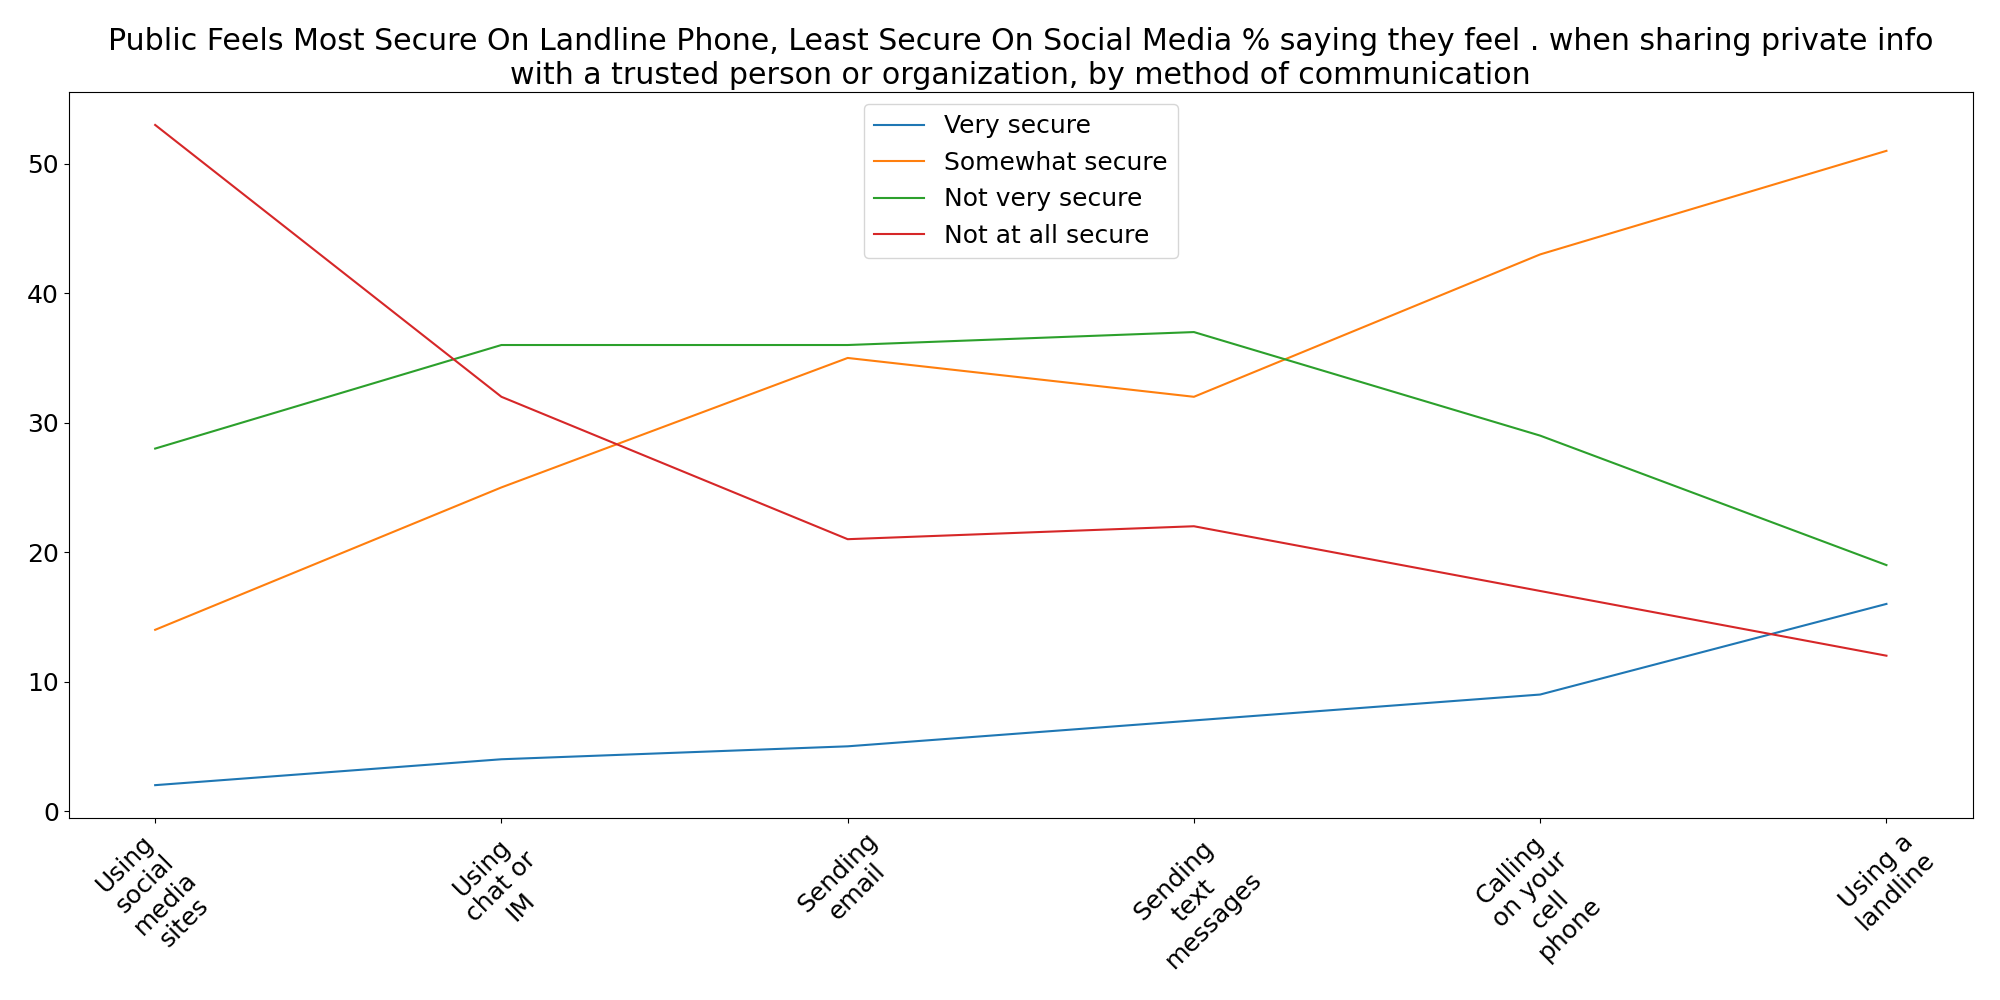 Public Feels Most Secure On Landline Phone, Least Secure On Social Media % saying they feel . when sharing private info
with a trusted person or organization, by method of communication
Very secure
Somewhat secure
Not very secure
Not at all secure
50
40
30
20
10
0
Using
social
media
sites
Using
chat or
IM
Sending
email
Sending
text
messages
Calling
on your
cell
phone
Using a
landline